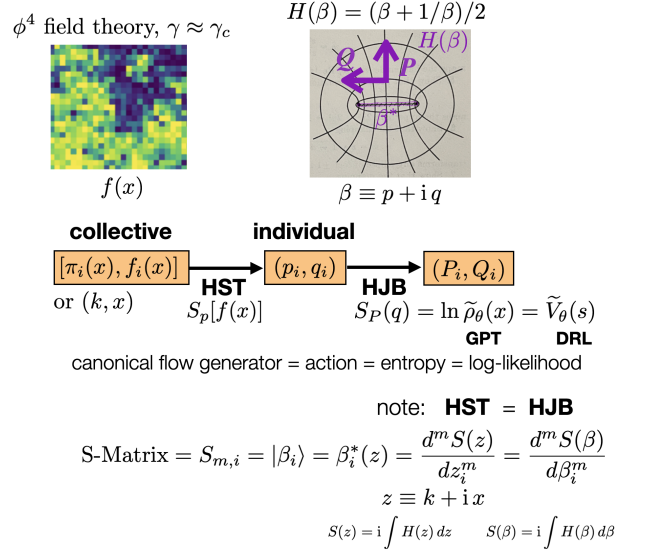 ϕ⁴ field theory, γ ≈ γ_c
H(β) = (β + 1/β)/2
H(β)
Q
P
β*
f(x)
β ≡ p + i q
collective
individual
[π_i(x), f_i(x)]
(p_i, q_i)
(P_i, Q_i)
HST
HJB
or (k, x)
S_p[f(x)]
S_P(q) = ln ρ̃_θ(x) = Ṽ_θ(s)
GPT
DRL
canonical flow generator = action = entropy = log-likelihood
note: HST = HJB
S-Matrix = S_{m,i} = |β_i⟩ = β_i^*(z) = d^m S(z) / dz_i^m = d^m S(β) / dβ_i^m
z ≡ k + i x
S(z) = i ∫ H(z) dz
S(β) = i ∫ H(β) dβ